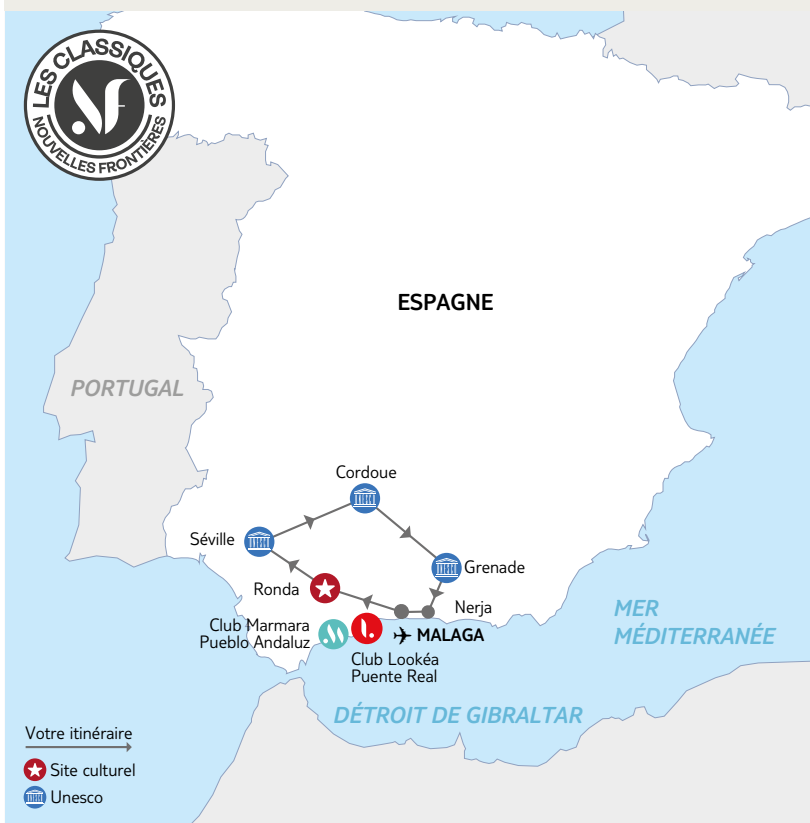 LES CLASSIQUES
NF
NOUVELLES FRONTIÈRES
ESPAGNE
PORTUGAL
Cordoue
Séville
Grenade
Ronda
Nerja
MALAGA
Club Marmara
Pueblo Andaluz
Club Lookéa
Puente Real
MER
MÉDITERRANÉE
DÉTROIT DE GIBRALTAR
Votre itinéraire
Site culturel
Unesco